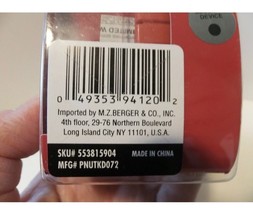 0 49353 94120 2
Imported by M.Z.BERGER & CO., INC.
4th floor, 29-76 Northern Boulevard
Long Island City NY 11101, U.S.A.
SKU# 553815904 MADE IN CHINA
MFG# PNUTKD072